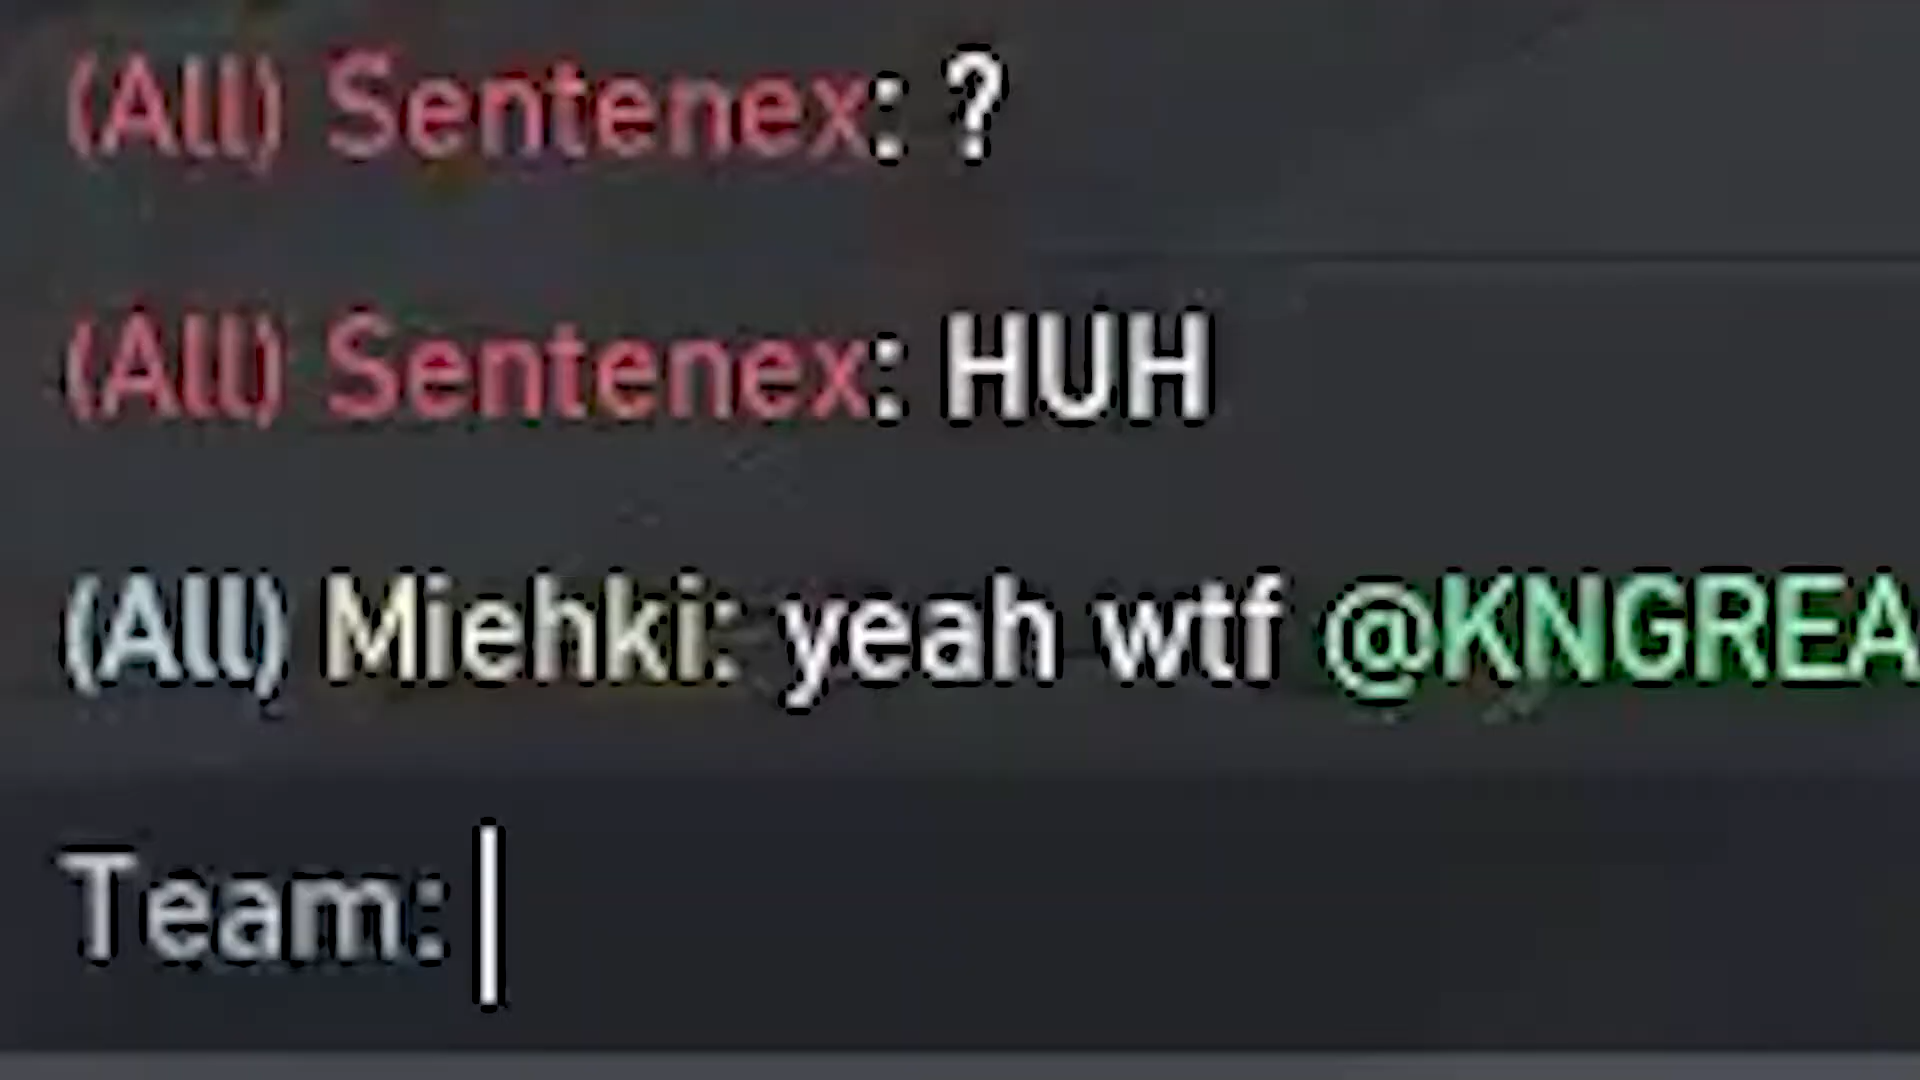 (All) Sentenex: ?
(All) Sentenex: HUH
(All) Miehki: yeah wtf @KNGREA
Team: